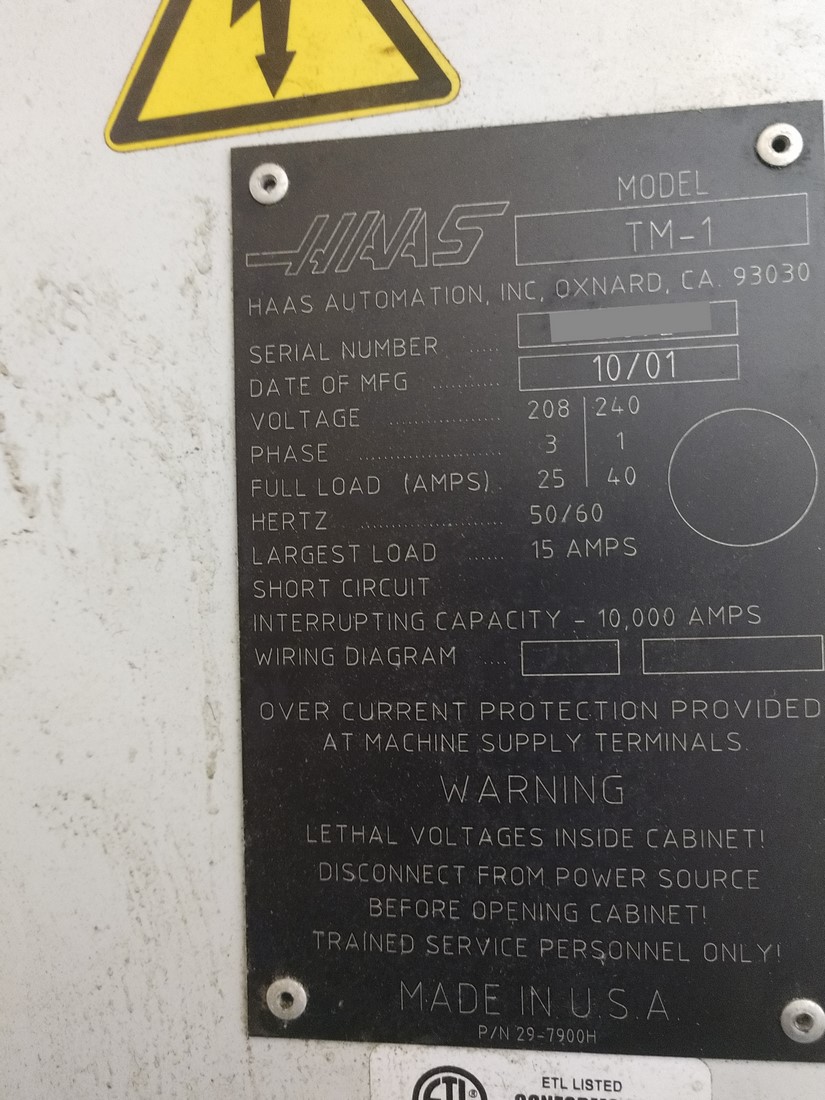 MODEL
HAAS TM-1
HAAS AUTOMATION, INC, OXNARD, CA. 93030
SERIAL NUMBER .....
DATE OF MFG ........... 10/01
VOLTAGE .................. 208 | 240
PHASE ....................... 3 | 1
FULL LOAD (AMPS) . 25 | 40
HERTZ ....................... 50/60
LARGEST LOAD ...... 15 AMPS
SHORT CIRCUIT
INTERRUPTING CAPACITY - 10,000 AMPS
WIRING DIAGRAM ....
OVER CURRENT PROTECTION PROVIDED
AT MACHINE SUPPLY TERMINALS.
WARNING
LETHAL VOLTAGES INSIDE CABINET!
DISCONNECT FROM POWER SOURCE
BEFORE OPENING CABINET!
TRAINED SERVICE PERSONNEL ONLY!
MADE IN U.S.A.
P/N 29-7900H
ETL® ETL LISTED